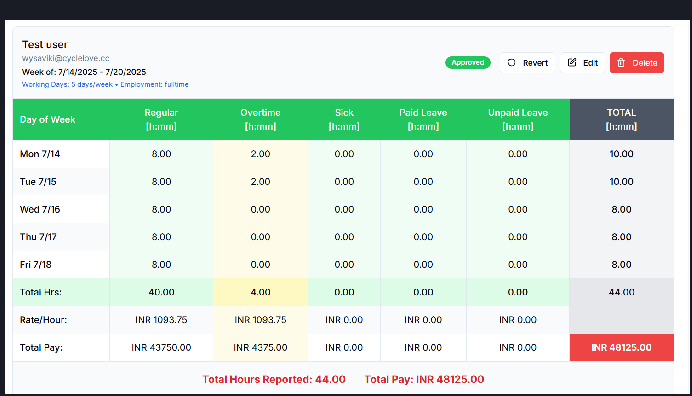 Test user
wysaviki@cyclelove.cc
Week of: 7/14/2025 - 7/20/2025
Working Days: 5 days/week • Employment: fulltime
Approved Revert Edit Delete
Day of Week Regular [h:mm] Overtime [h:mm] Sick [h:mm] Paid Leave [h:mm] Unpaid Leave [h:mm] TOTAL [h:mm]
Mon 7/14 8.00 2.00 0.00 0.00 0.00 10.00
Tue 7/15 8.00 2.00 0.00 0.00 0.00 10.00
Wed 7/16 8.00 0.00 0.00 0.00 0.00 8.00
Thu 7/17 8.00 0.00 0.00 0.00 0.00 8.00
Fri 7/18 8.00 0.00 0.00 0.00 0.00 8.00
Total Hrs: 40.00 4.00 0.00 0.00 0.00 44.00
Rate/Hour: INR 1093.75 INR 1093.75 INR 0.00 INR 0.00 INR 0.00
Total Pay: INR 43750.00 INR 4375.00 INR 0.00 INR 0.00 INR 0.00 INR 48125.00
Total Hours Reported: 44.00 Total Pay: INR 48125.00